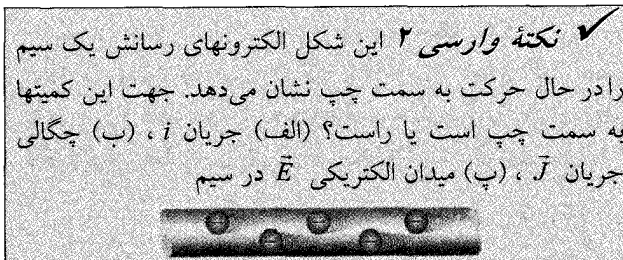 ✔ نکتهٔ وارسی ۲ این شکل الکترونهای رسانش یک سیم
را در حال حرکت به سمت چپ نشان می‌دهد. جهت این کمیتها
به سمت چپ است یا راست؟ (الف) جریان i ، (ب) چگالی
جریان J⃗ ، (پ) میدان الکتریکی E⃗ در سیم